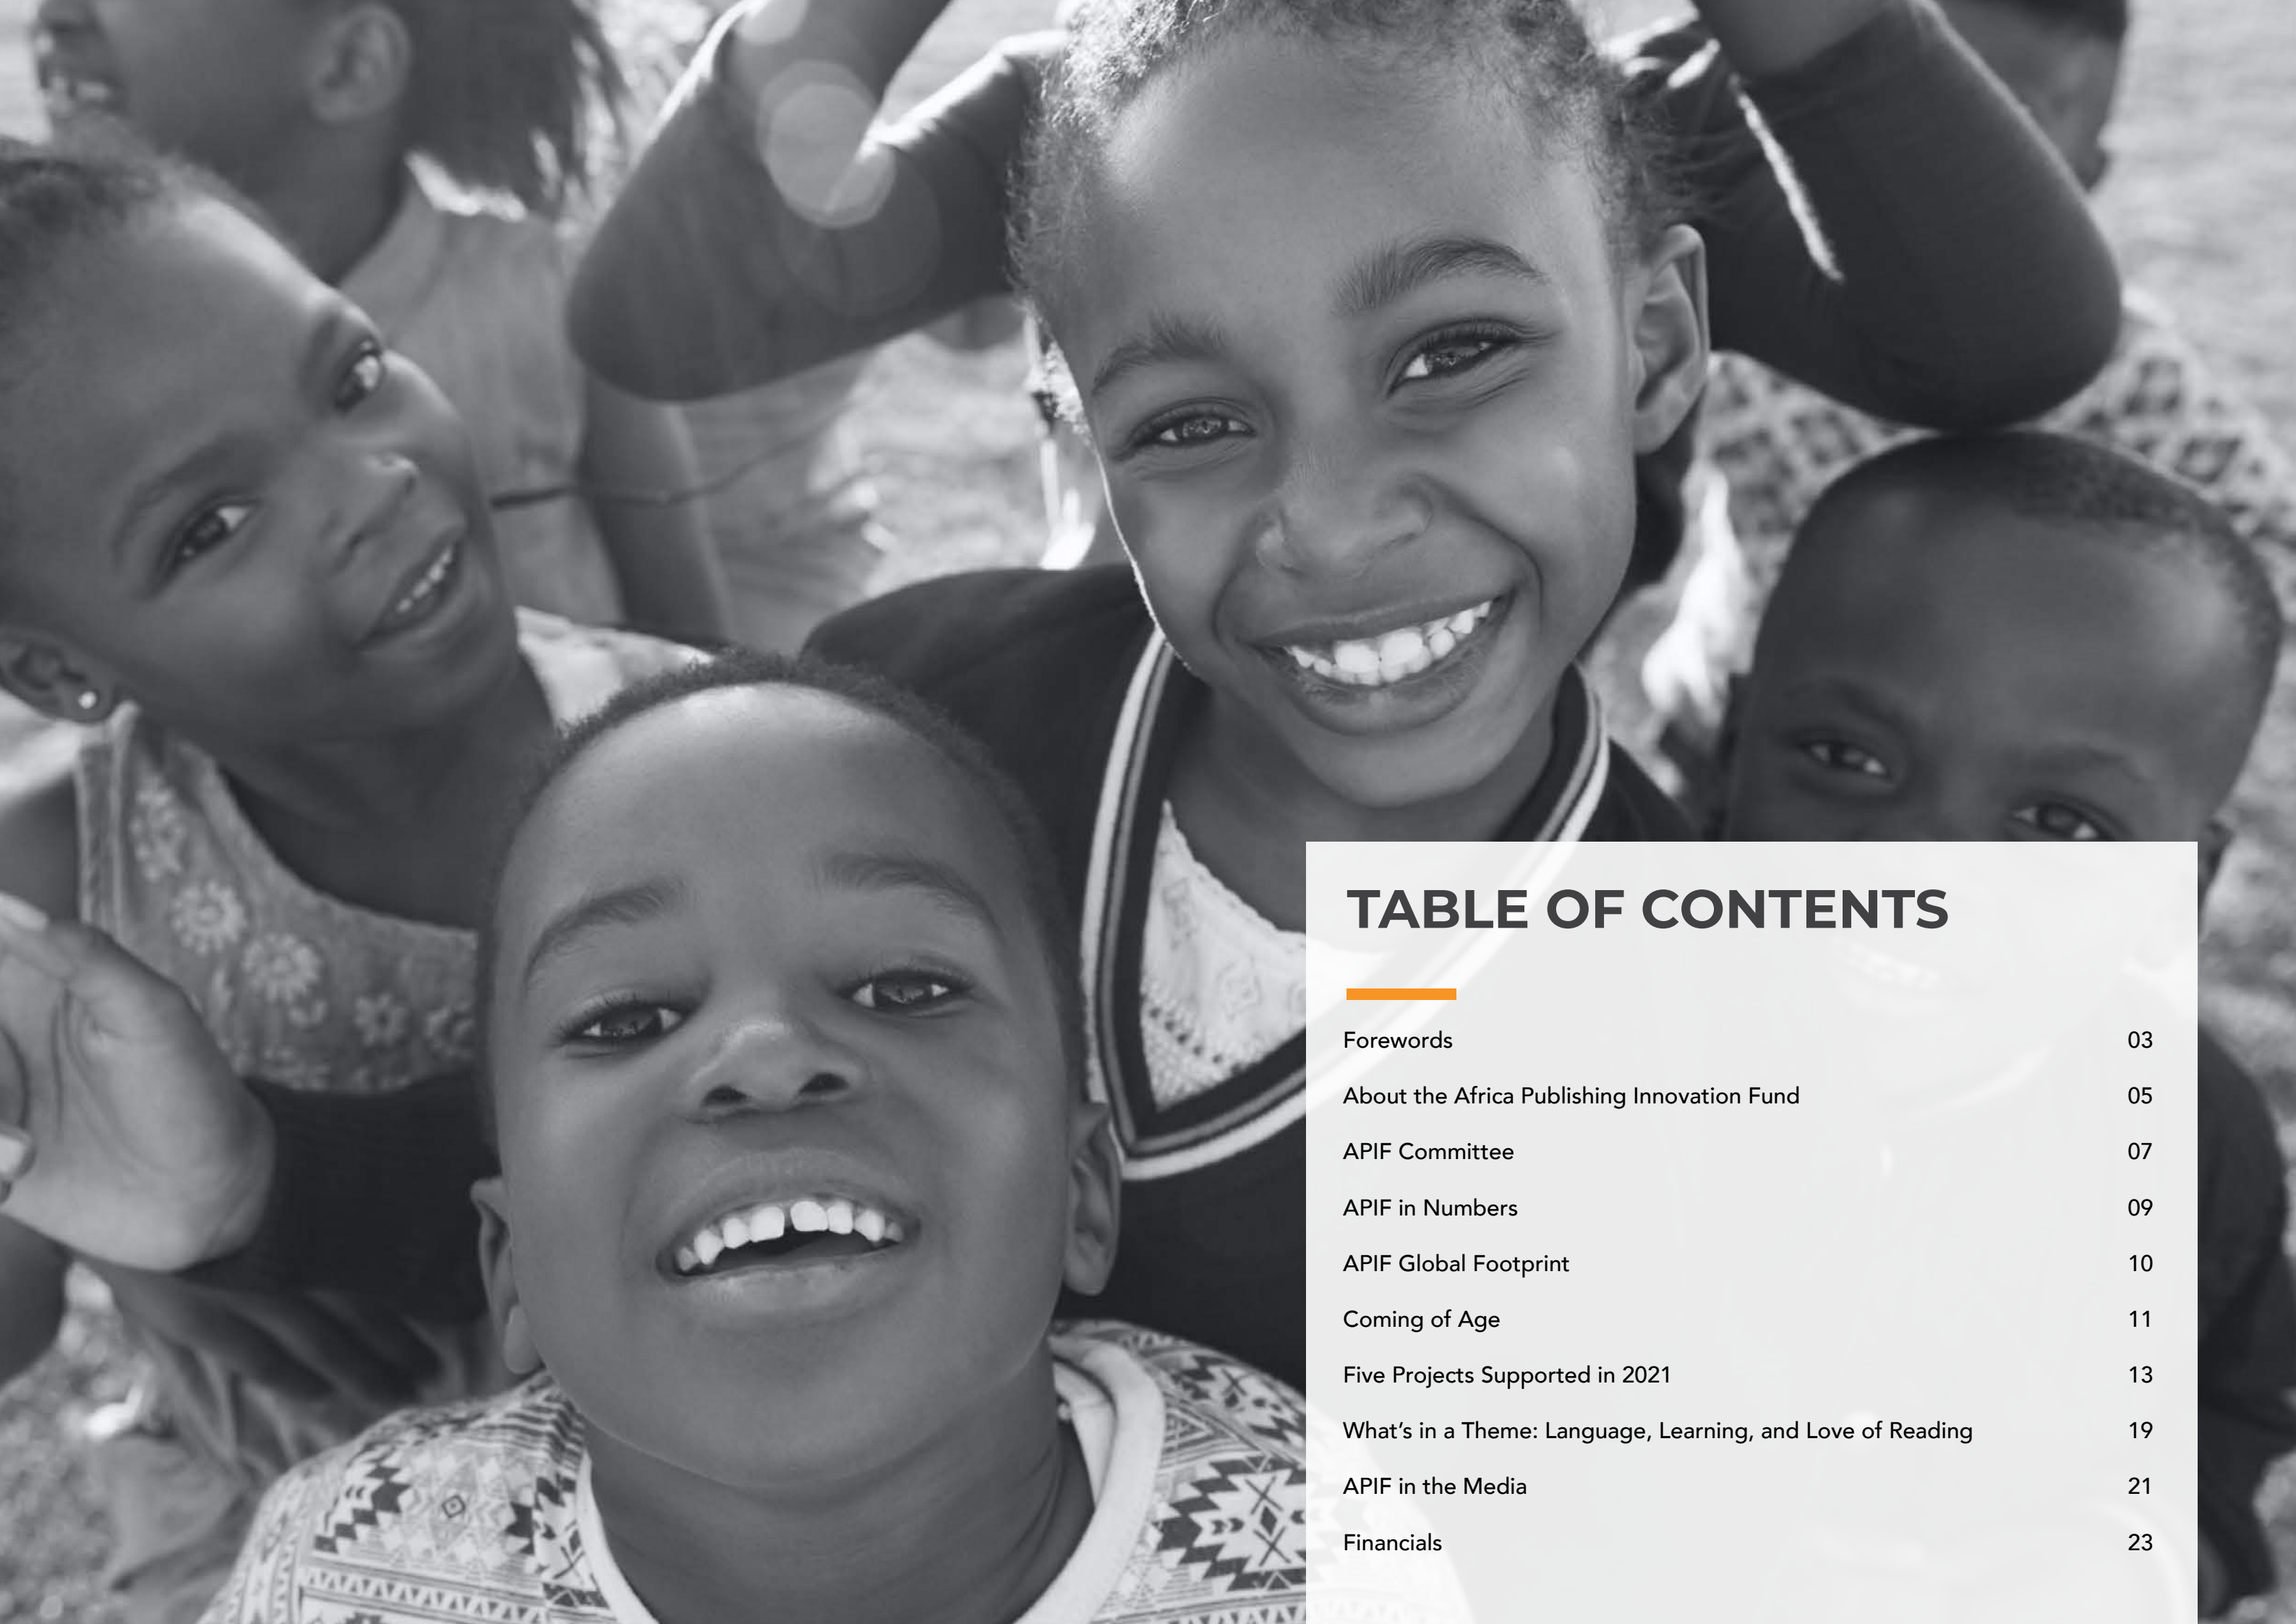 TABLE OF CONTENTS
Forewords 03
About the Africa Publishing Innovation Fund 05
APIF Committee 07
APIF in Numbers 09
APIF Global Footprint 10
Coming of Age 11
Five Projects Supported in 2021 13
What’s in a Theme: Language, Learning, and Love of Reading 19
APIF in the Media 21
Financials 23